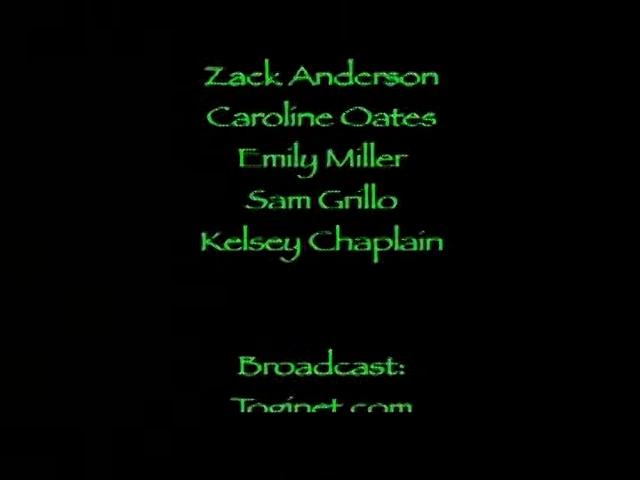 Zack Anderson
Caroline Oates
Emily Miller
Sam Grillo
Kelsey Chaplain
Broadcast:
Toginet.com